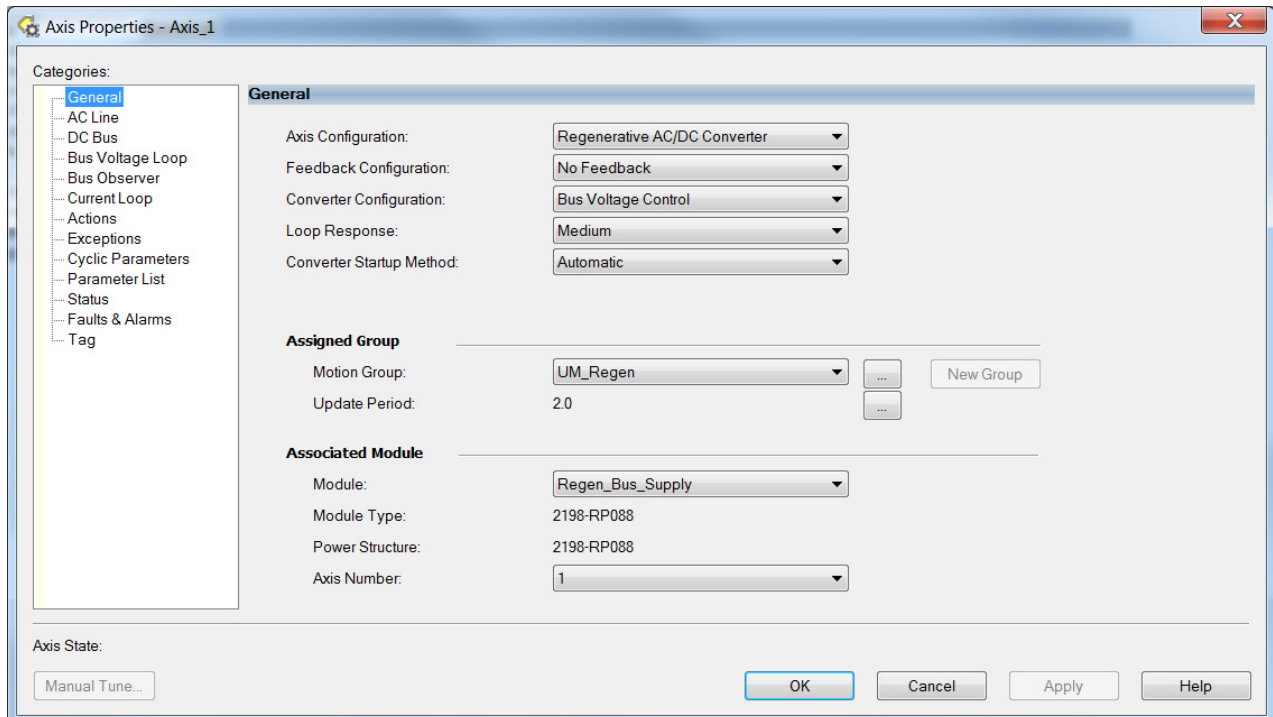 Axis Properties - Axis_1
X
Categories:
General
AC Line
DC Bus
Bus Voltage Loop
Bus Observer
Current Loop
Actions
Exceptions
Cyclic Parameters
Parameter List
Status
Faults & Alarms
Tag
General
Axis Configuration: Regenerative AC/DC Converter
Feedback Configuration: No Feedback
Converter Configuration: Bus Voltage Control
Loop Response: Medium
Converter Startup Method: Automatic
Assigned Group
Motion Group: UM_Regen ... New Group
Update Period: 2.0 ...
Associated Module
Module: Regen_Bus_Supply
Module Type: 2198-RP088
Power Structure: 2198-RP088
Axis Number: 1
Axis State:
Manual Tune... OK Cancel Apply Help